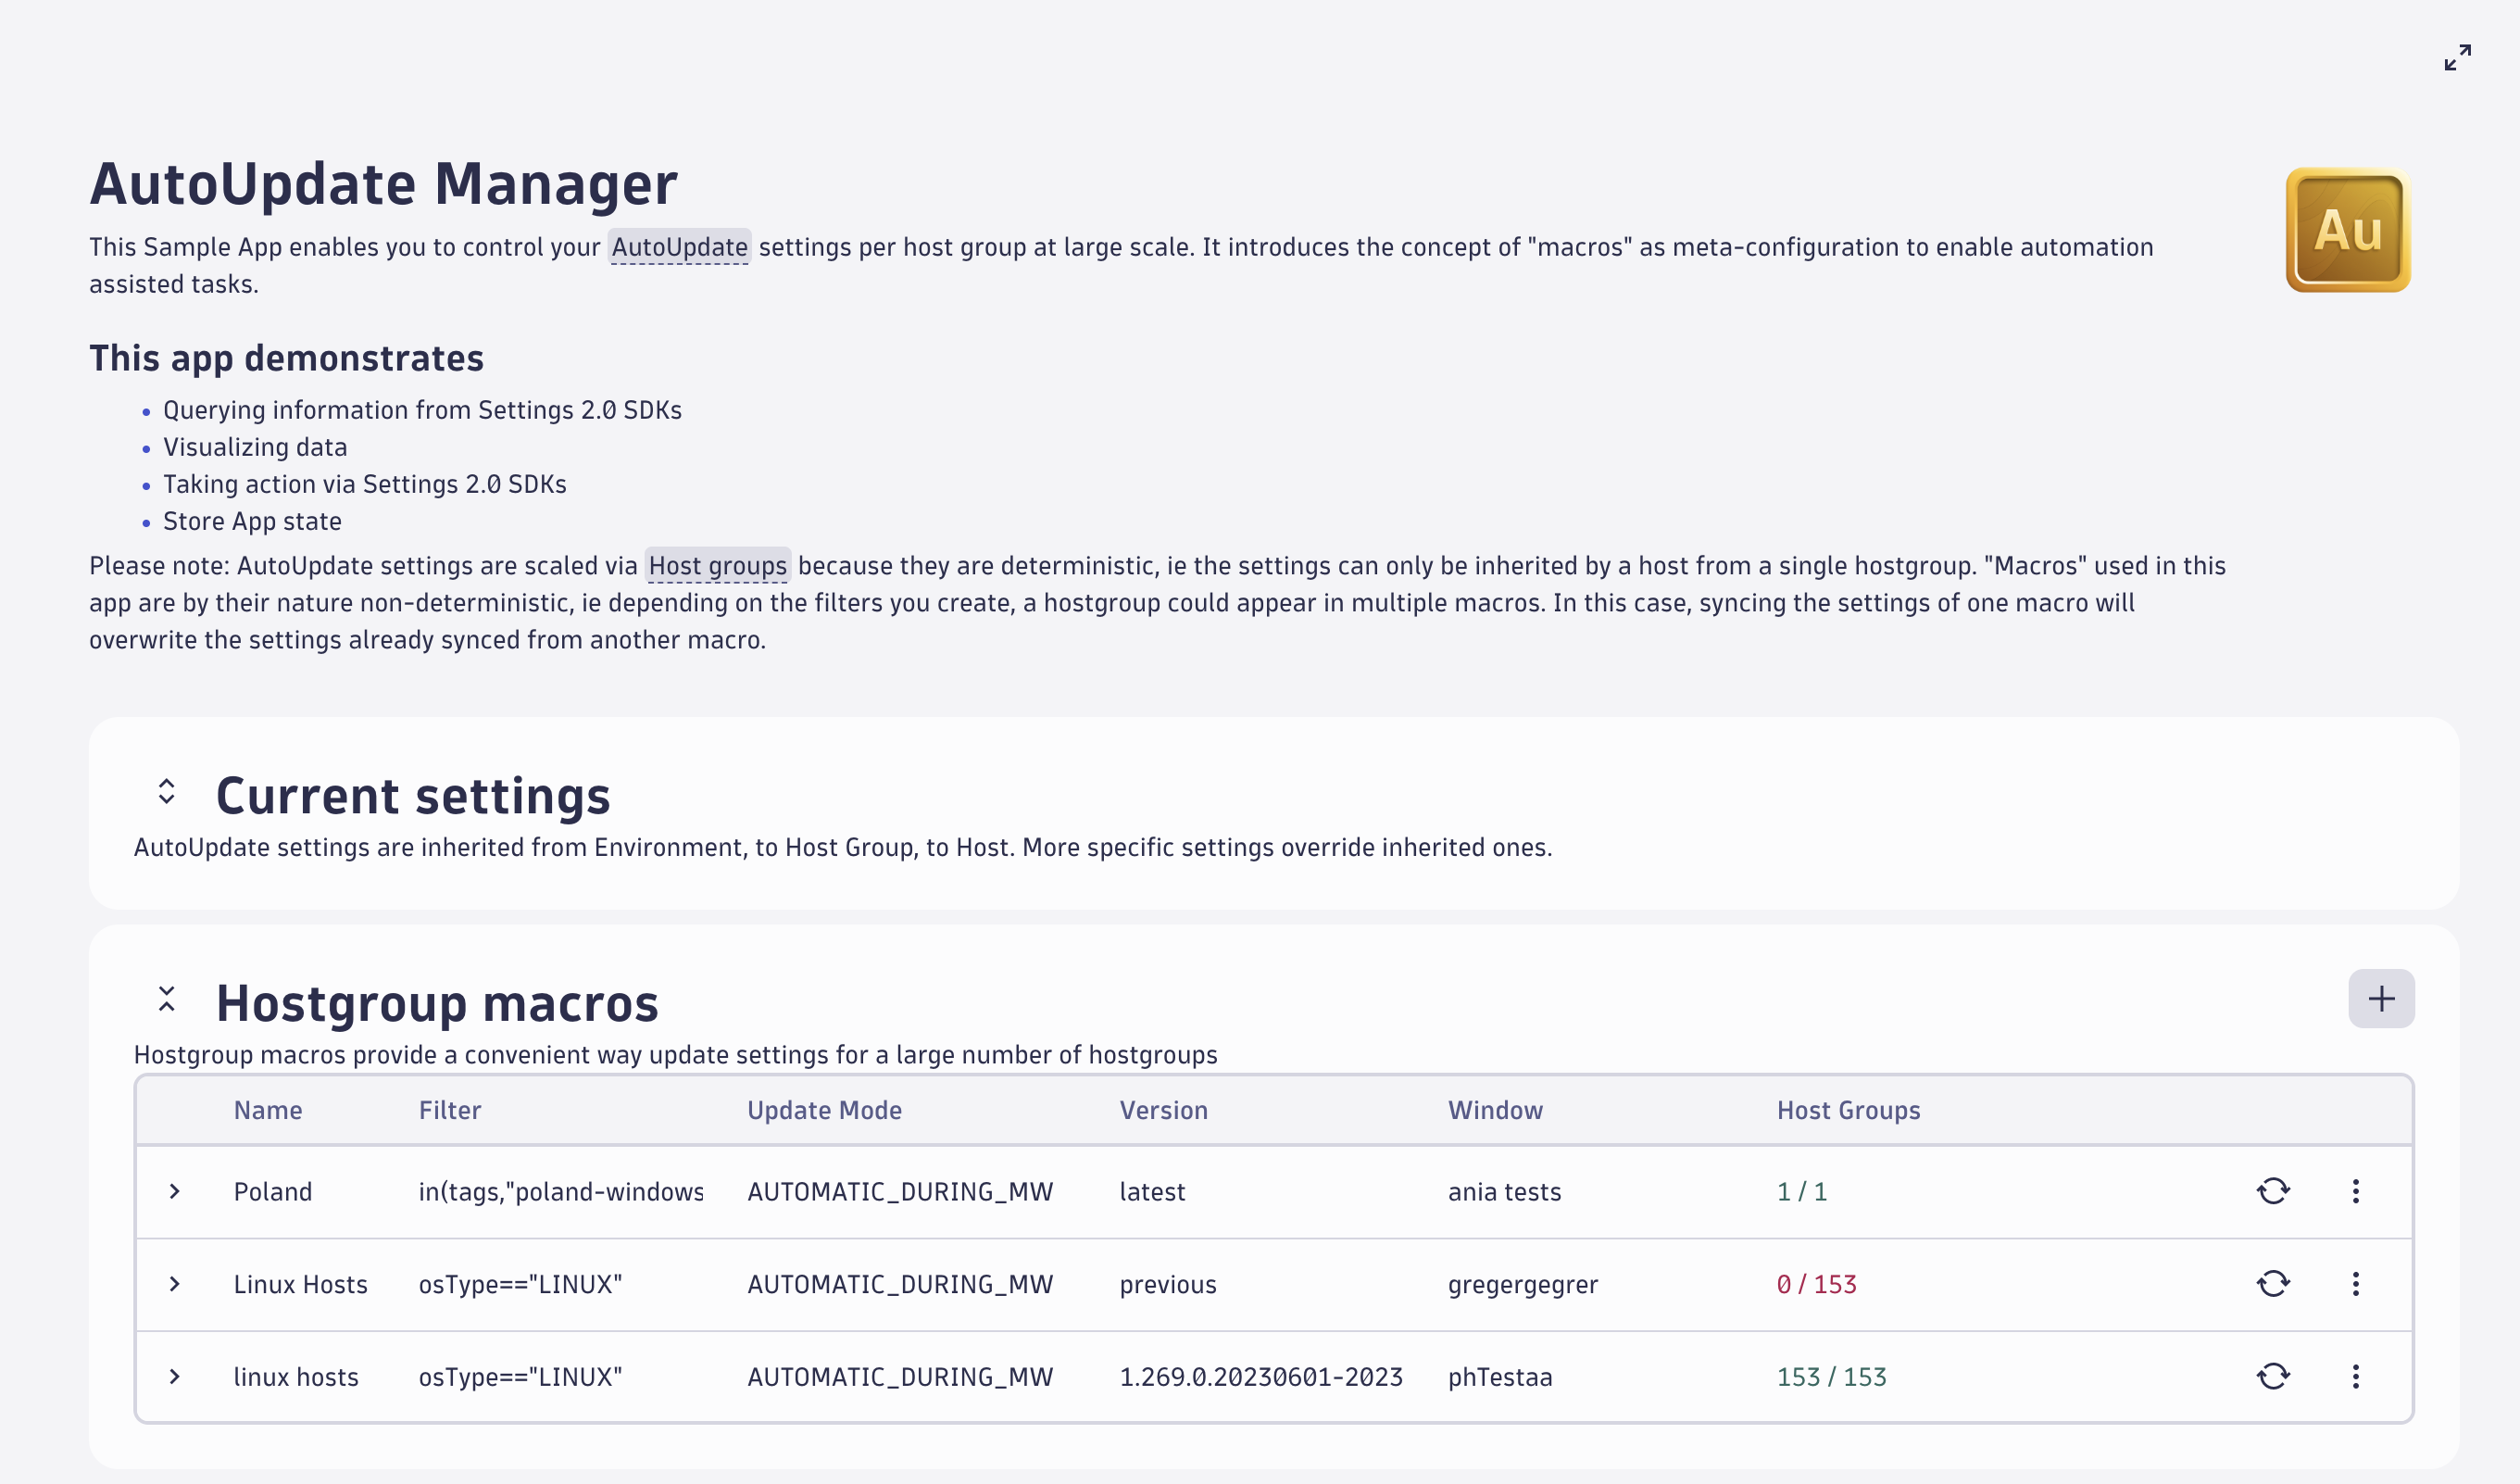 AutoUpdate Manager
Au
This Sample App enables you to control your AutoUpdate settings per host group at large scale. It introduces the concept of "macros" as meta-configuration to enable automation
assisted tasks.
This app demonstrates
• Querying information from Settings 2.0 SDKs
• Visualizing data
• Taking action via Settings 2.0 SDKs
• Store App state
Please note: AutoUpdate settings are scaled via Host groups because they are deterministic, ie the settings can only be inherited by a host from a single hostgroup. "Macros" used in this
app are by their nature non-deterministic, ie depending on the filters you create, a hostgroup could appear in multiple macros. In this case, syncing the settings of one macro will
overwrite the settings already synced from another macro.
Current settings
AutoUpdate settings are inherited from Environment, to Host Group, to Host. More specific settings override inherited ones.
Hostgroup macros
Hostgroup macros provide a convenient way update settings for a large number of hostgroups
Name Filter Update Mode Version Window Host Groups
Poland in(tags,"poland-windows AUTOMATIC_DURING_MW latest ania tests 1 / 1
Linux Hosts osType=="LINUX" AUTOMATIC_DURING_MW previous gregergegrer 0 / 153
linux hosts osType=="LINUX" AUTOMATIC_DURING_MW 1.269.0.20230601-2023 phTestaa 153 / 153